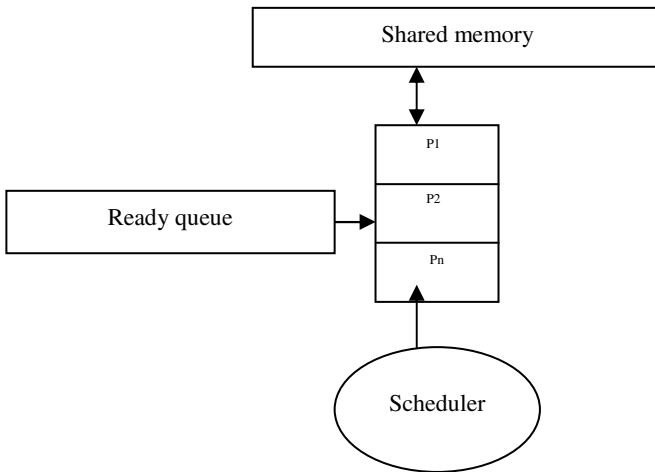 Shared memory
P1
P2
Ready queue
Pn
Scheduler